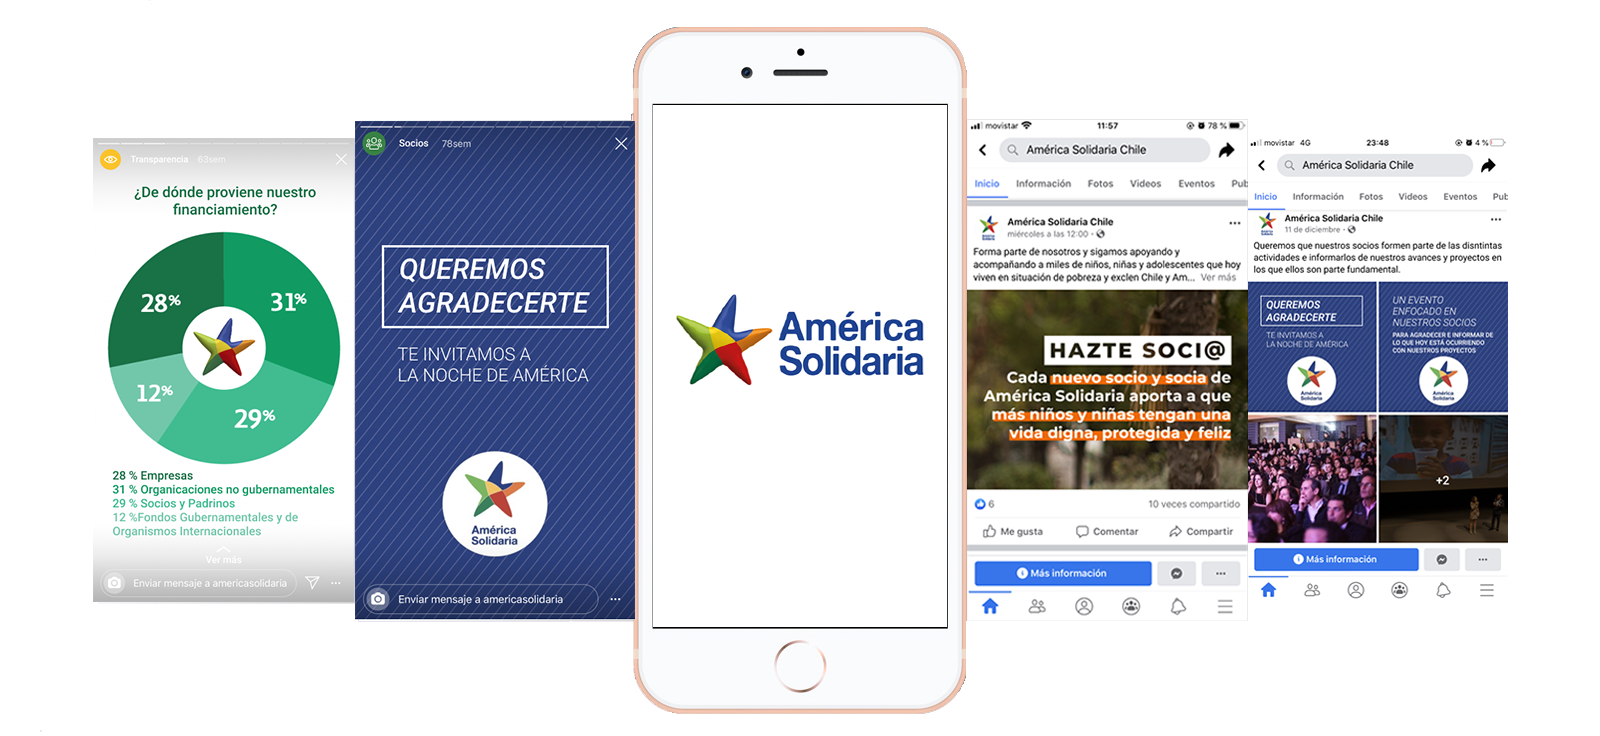 Transparencia 63sem
¿De dónde proviene nuestro
financiamiento?
28%
31%
12%
29%
28 % Empresas
31 % Organicaciones no gubernamentales
29 % Socios y Padrinos
12 %Fondos Gubernamentales y de
Organismos Internacionales
Ver más
Enviar mensaje a americasolidaria
Socios 78sem
QUEREMOS
AGRADECERTE
TE INVITAMOS A
LA NOCHE DE AMÉRICA
América
Solidaria
Enviar mensaje a americasolidaria
América
Solidaria
movistar 11:57 78 %
América Solidaria Chile
Inicio Información Fotos Videos Eventos Pub
América Solidaria Chile
miércoles a las 12:00
Forma parte de nosotros y sigamos apoyando y
acompañando a miles de niños, niñas y adolescentes que hoy
viven en situación de pobreza y exclen Chile y Am... Ver más
HAZTE SOCI@
Cada nuevo socio y socia de
América Solidaria aporta a que
más niños y niñas tengan una
vida digna, protegida y feliz
6 10 veces compartido
Me gusta Comentar Compartir
Más información
movistar 4G 23:48 4 %
América Solidaria Chile
Inicio Información Fotos Videos Eventos Pub
América Solidaria Chile
11 de diciembre
Queremos que nuestros socios formen parte de las disntintas
actividades e informarlos de nuestros avances y proyectos en
los que ellos son parte fundamental.
QUEREMOS
AGRADECERTE
TE INVITAMOS A
LA NOCHE DE AMÉRICA
América
Solidaria
UN EVENTO
ENFOCADO EN
NUESTROS SOCIOS
PARA AGRADECER E INFORMAR DE
LO QUE HOY ESTÁ OCURRIENDO
CON NUESTROS PROYECTOS
América
Solidaria
+2
Más información